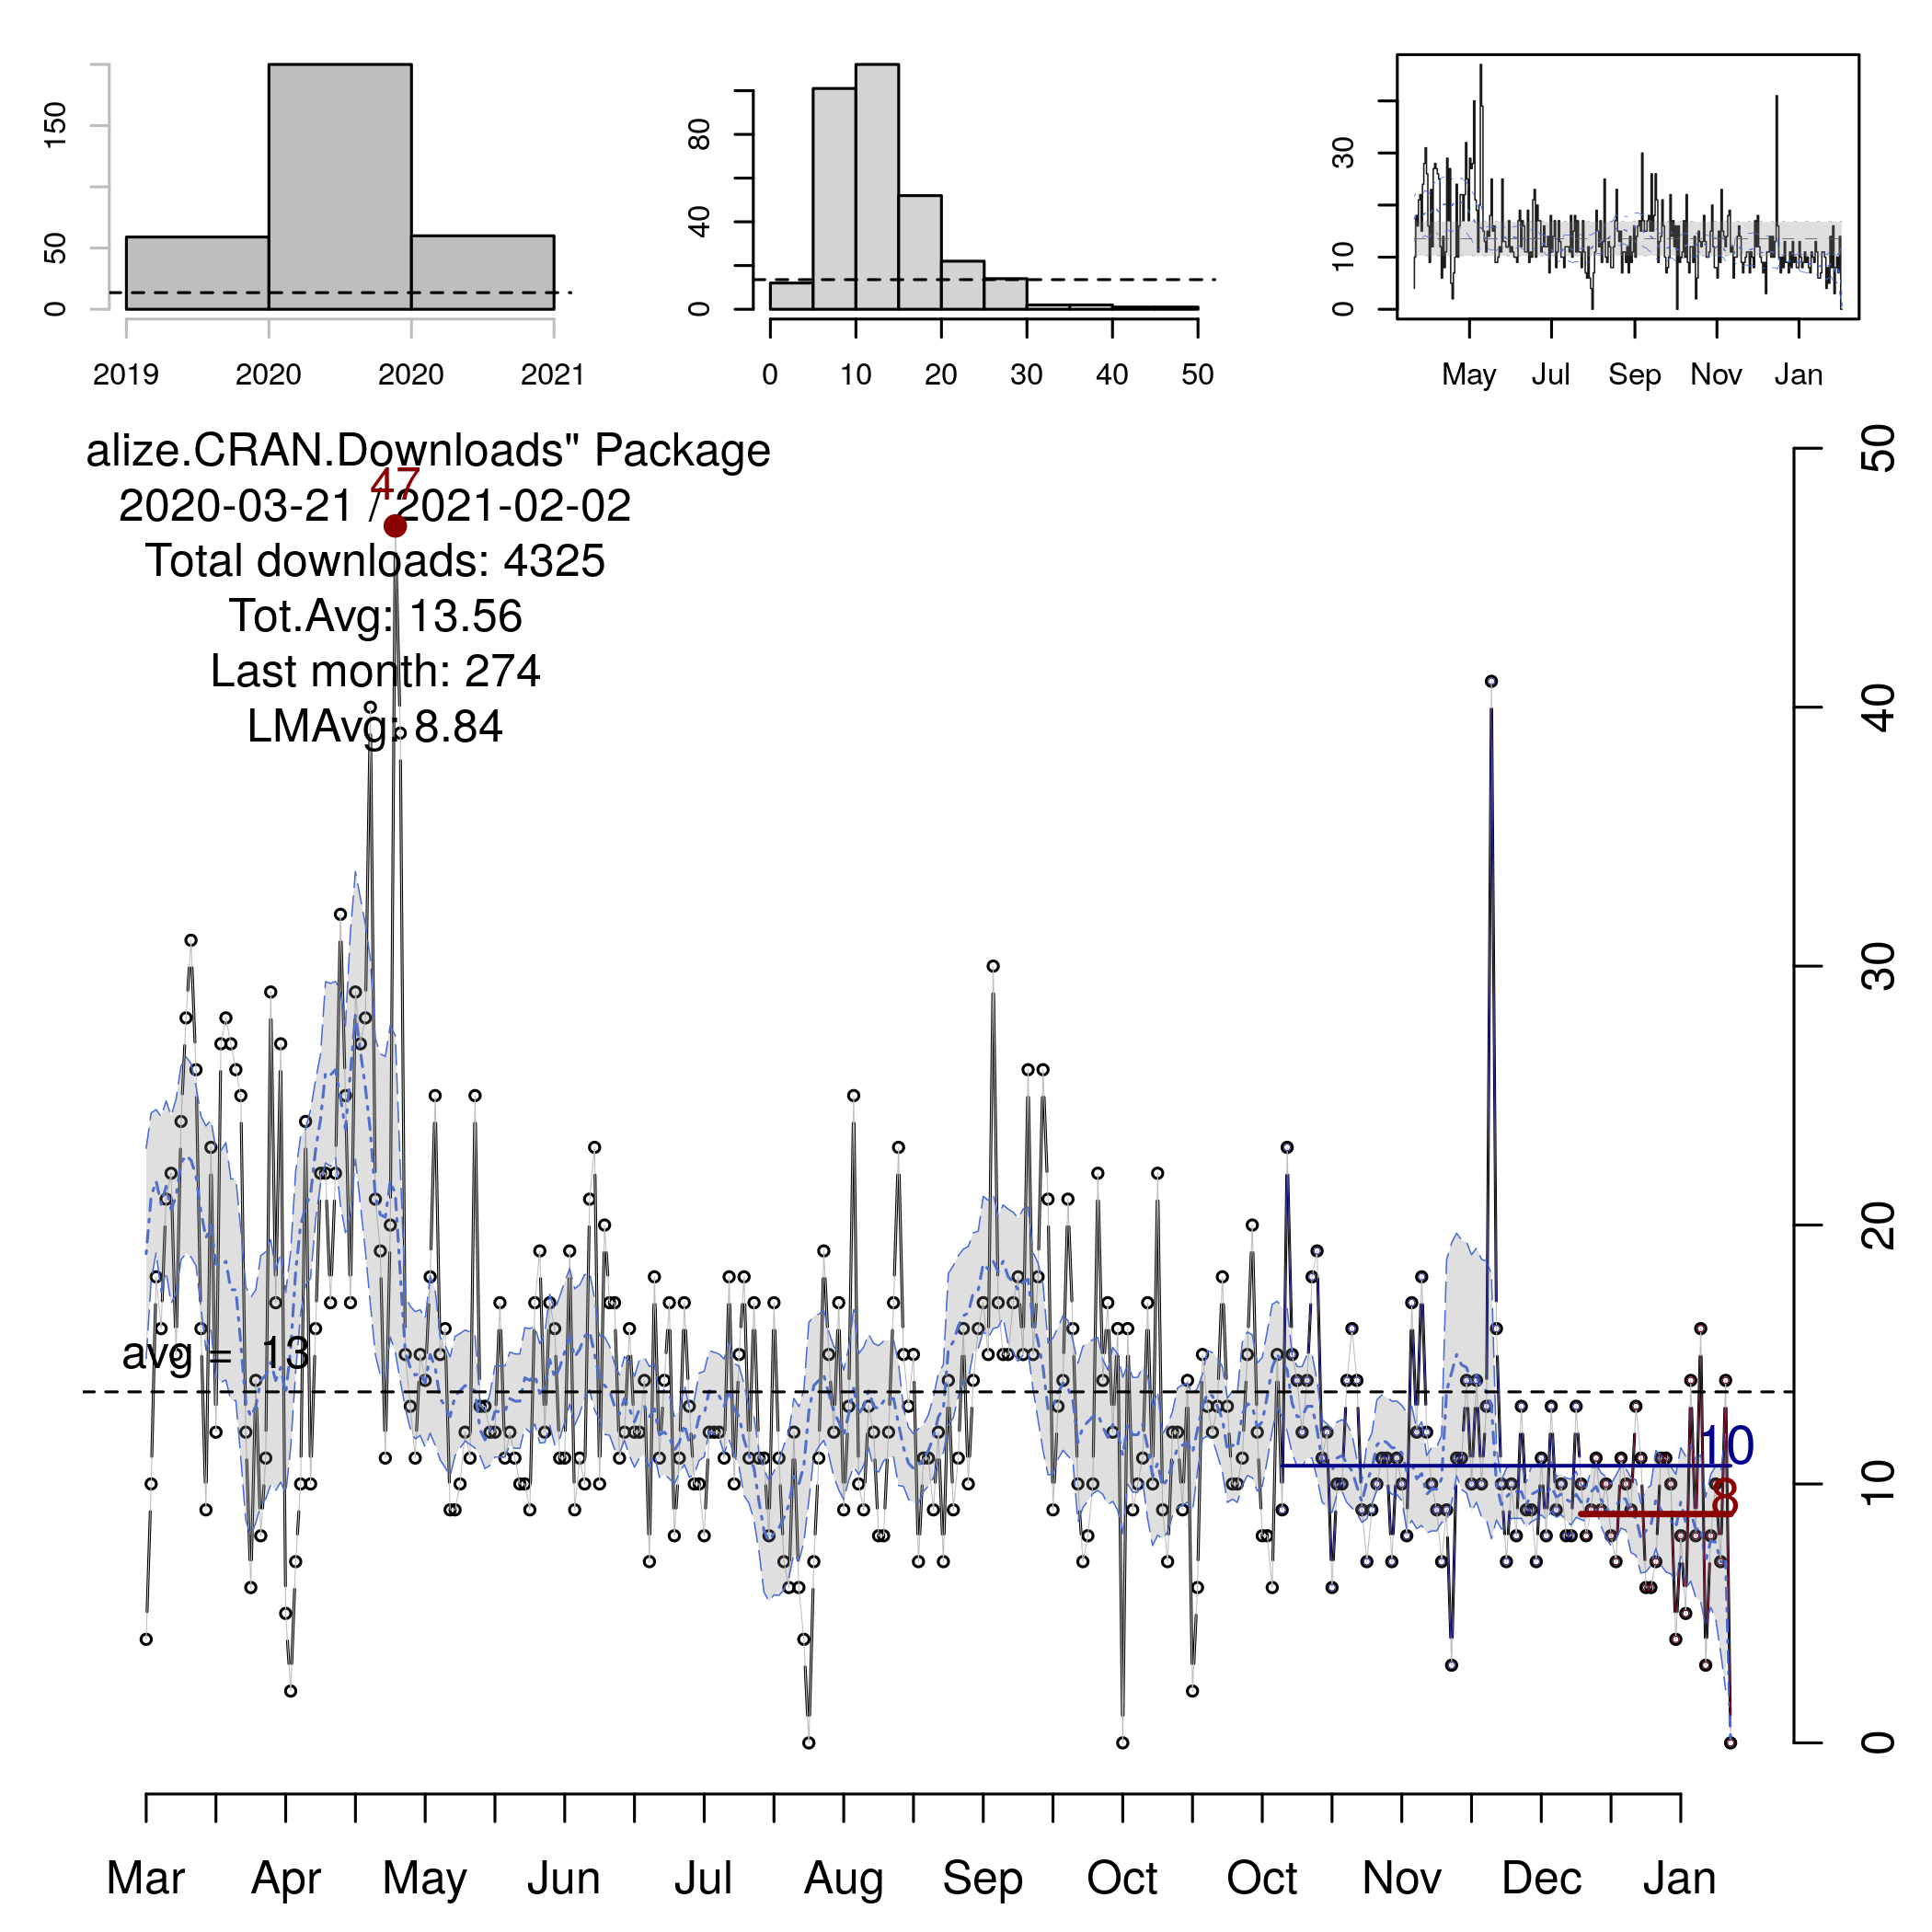 150
50
0
2019 2020 2020 2021
80
40
0
0 10 20 30 40 50
30
10
0
May Jul Sep Nov Jan
alize.CRAN.Downloads" Package
47
2020-03-21 / 2021-02-02
Total downloads: 4325
Tot.Avg: 13.56
Last month: 274
LMAvg: 8.84
avg = 13
10
8
50
40
30
20
10
0
Mar Apr May Jun Jul Aug Sep Oct Oct Nov Dec Jan